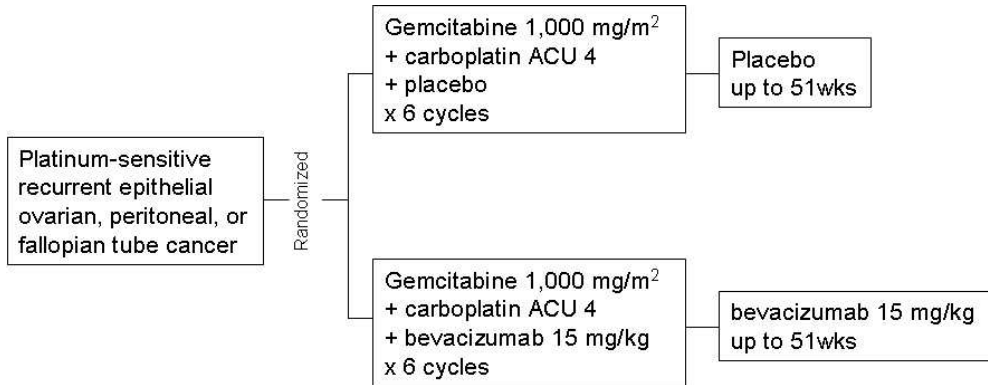 Platinum-sensitive
recurrent epithelial
ovarian, peritoneal, or
fallopian tube cancer
Randomized
Gemcitabine 1,000 mg/m²
+ carboplatin ACU 4
+ placebo
x 6 cycles
Placebo
up to 51wks
Gemcitabine 1,000 mg/m²
+ carboplatin ACU 4
+ bevacizumab 15 mg/kg
x 6 cycles
bevacizumab 15 mg/kg
up to 51wks